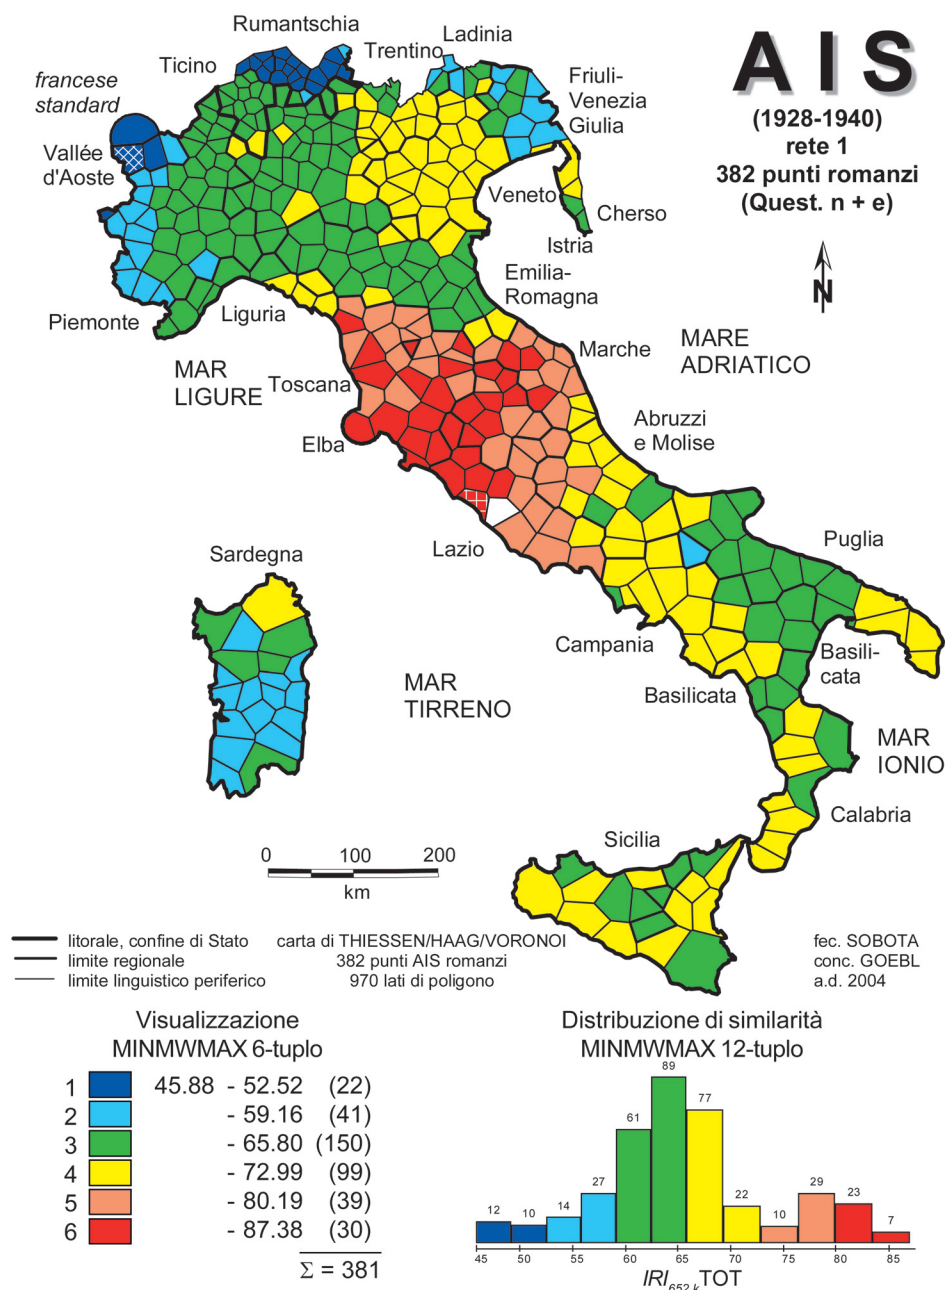 Rumantschia
Ladinia
Trentino
Ticino
francese
standard
Friuli-
Venezia
Giulia
Vallée
d'Aoste
AIS
(1928-1940)
rete 1
382 punti romanzi
(Quest. n + e)
Veneto
Cherso
Istria
Emilia-
Romagna
N
Piemonte
Liguria
MAR
LIGURE
Toscana
Marche
MARE
ADRIATICO
Elba
Abruzzi
e Molise
Lazio
Puglia
Sardegna
Campania
Basili-
cata
Basilicata
MAR
TIRRENO
MAR
IONIO
Calabria
Sicilia
0 100 200
km
litorale, confine di Stato
limite regionale
limite linguistico periferico
carta di THIESSEN/HAAG/VORONOI
382 punti AIS romanzi
970 lati di poligono
fec. SOBOTA
conc. GOEBL
a.d. 2004
Visualizzazione
MINMWMAX 6-tuplo
1 45.88 - 52.52 (22)
2 - 59.16 (41)
3 - 65.80 (150)
4 - 72.99 (99)
5 - 80.19 (39)
6 - 87.38 (30)
Σ = 381
Distribuzione di similarità
MINMWMAX 12-tuplo
12 10 14 27 61 89 77 22 10 29 23 7
45 50 55 60 65 70 75 80 85
IRI652,k TOT